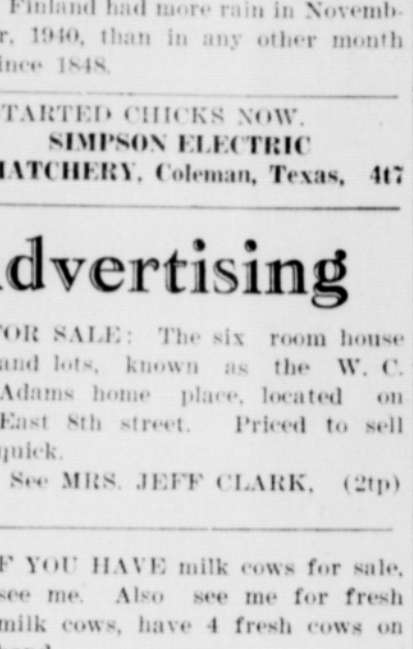 Finland had more rain in Novemb-
r, 1940, than in any other month
ince 1848.
TARTED CHICKS NOW.
SIMPSON ELECTRIC
HATCHERY, Coleman, Texas, 4t7
dvertising
FOR SALE: The six room house
and lots, known as the W. C.
Adams home place, located on
East 8th street. Priced to sell
quick.
See MRS. JEFF CLARK, (2tp)
F YOU HAVE milk cows for sale,
see me. Also see me for fresh
milk cows, have 4 fresh cows on